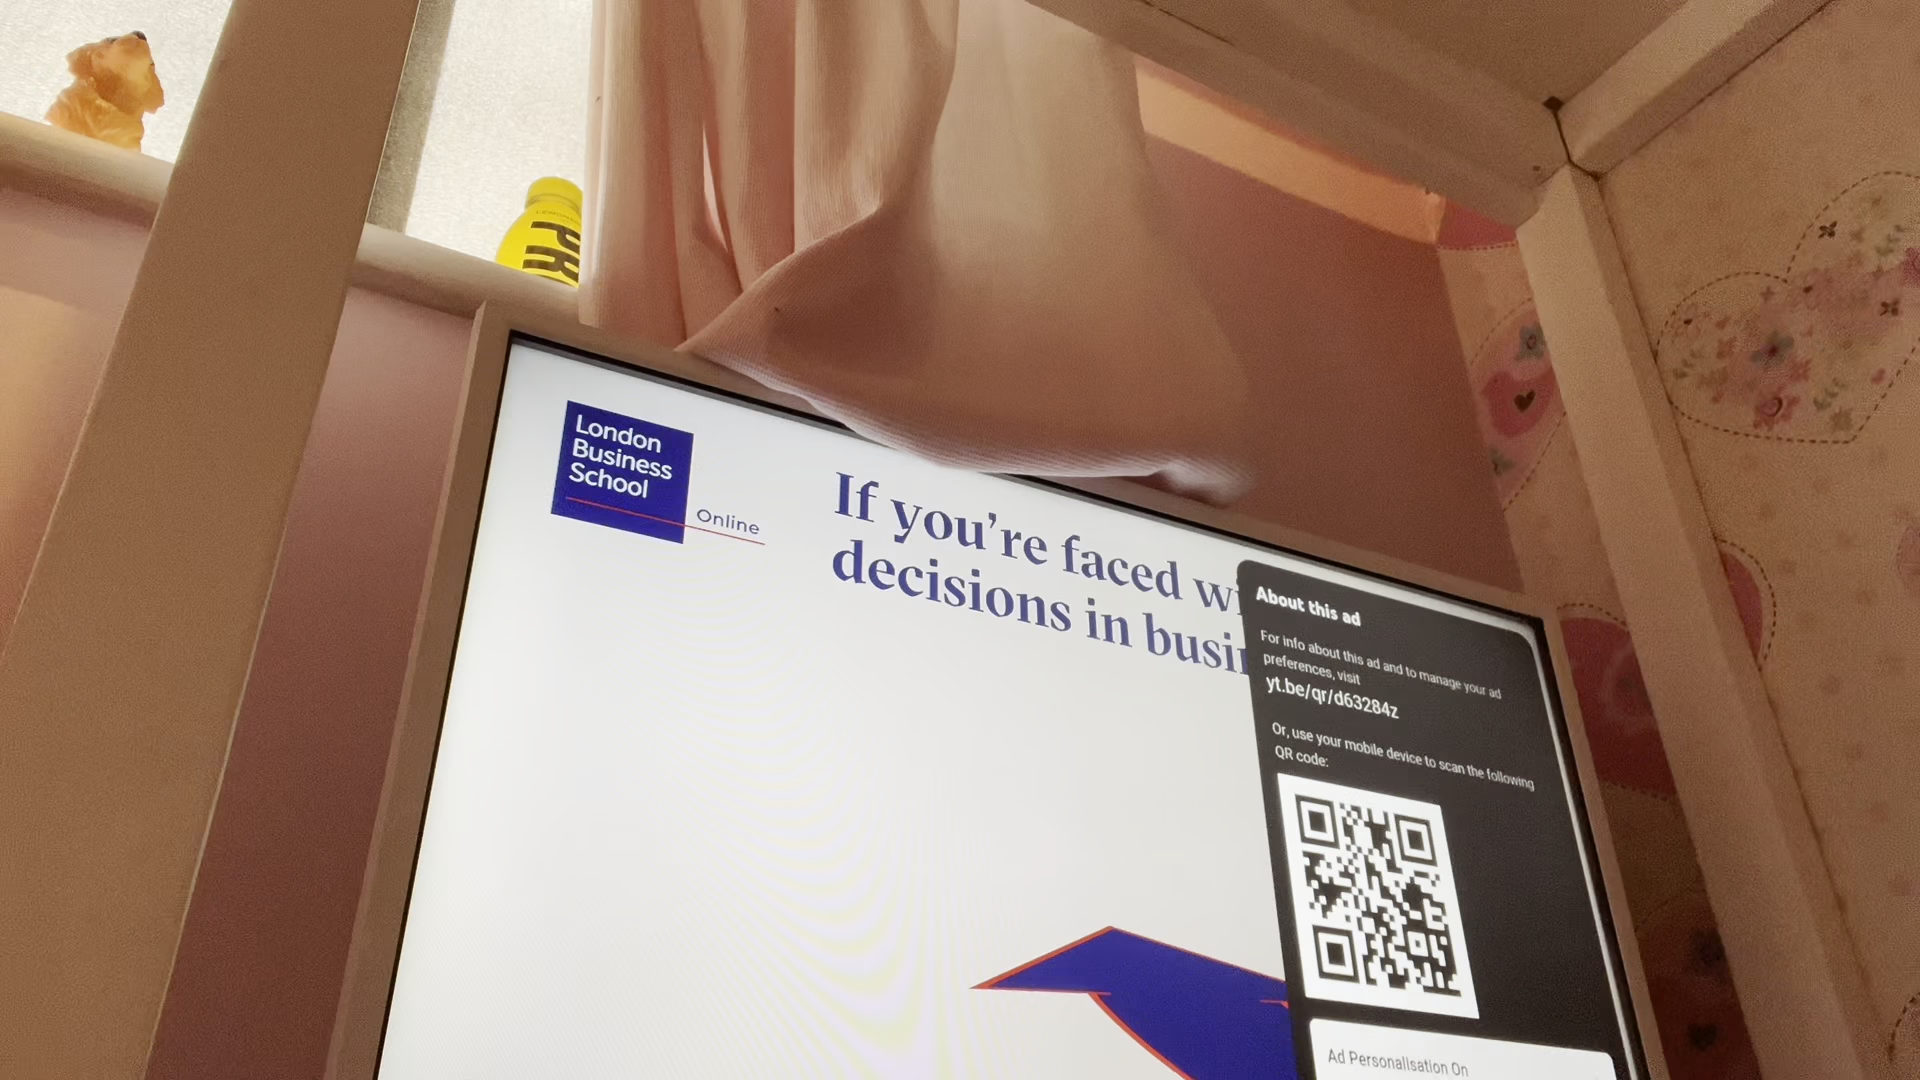 PR
London
Business
School
Online
If you're faced
decisions in
About this ad
For info about this ad and to manage your ad
preferences, visit
yt.be/qr/d63284z
Or, use your mobile device to scan the following
QR code:
Ad Personalisation On